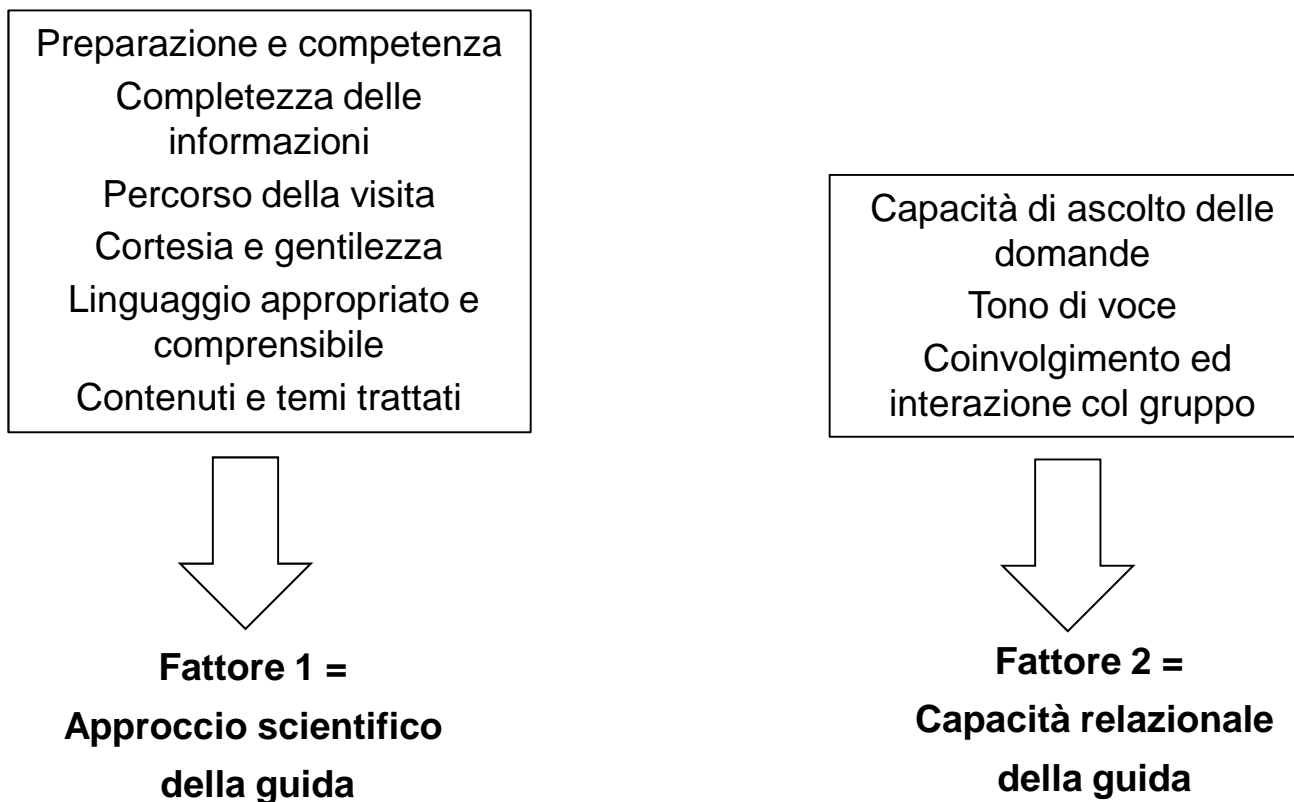 Preparazione e competenza
Completezza delle
informazioni
Percorso della visita
Cortesia e gentilezza
Linguaggio appropriato e
comprensibile
Contenuti e temi trattati
Fattore 1 =
Approccio scientifico
della guida
Capacità di ascolto delle
domande
Tono di voce
Coinvolgimento ed
interazione col gruppo
Fattore 2 =
Capacità relazionale
della guida